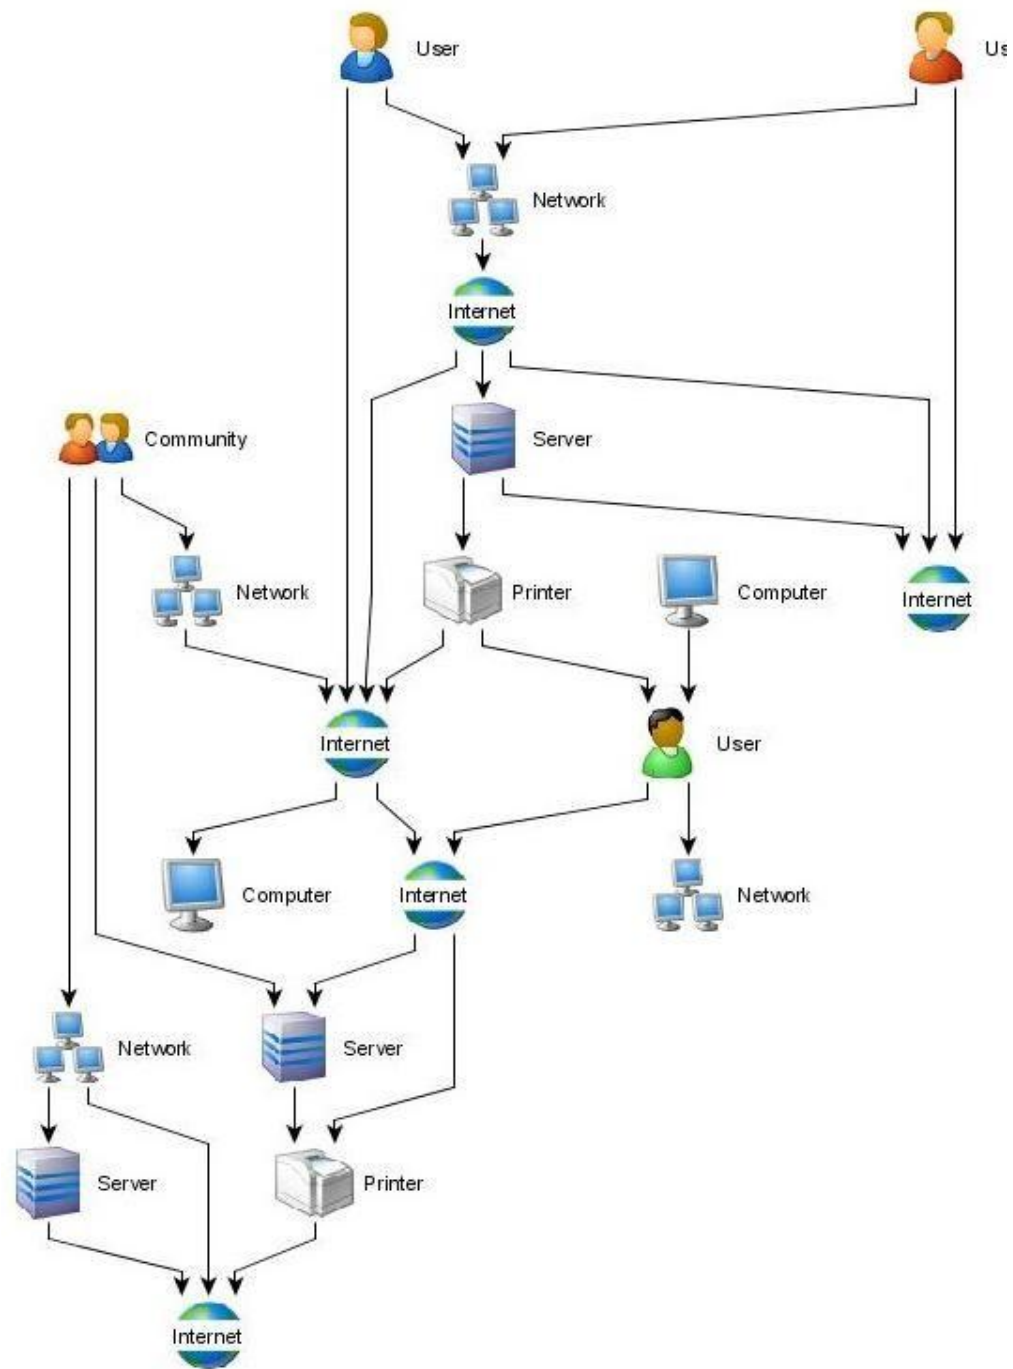 User
Us
Network
Internet
Server
Community
Network
Printer
Computer
Internet
Internet
User
Computer
Internet
Network
Network
Server
Server
Printer
Internet